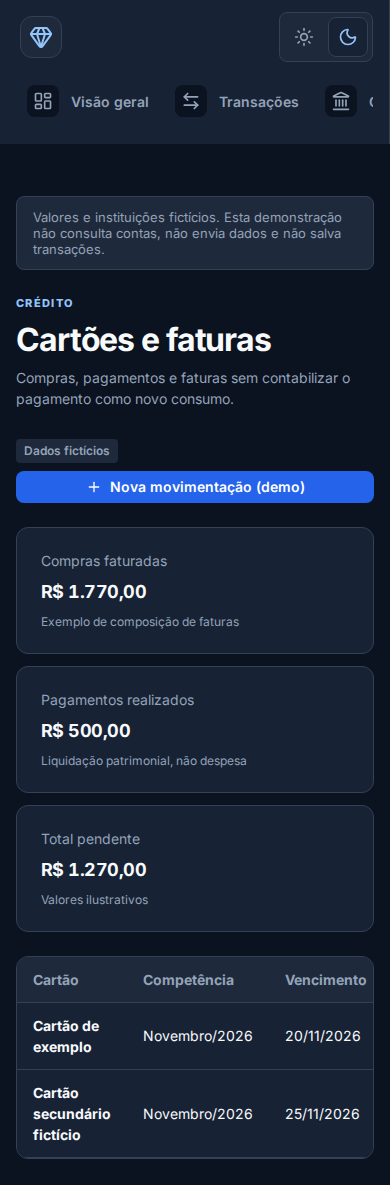 Visão geral
Transações
Valores e instituições fictícios. Esta demonstração
não consulta contas, não envia dados e não salva
transações.
CRÉDITO
Cartões e faturas
Compras, pagamentos e faturas sem contabilizar o
pagamento como novo consumo.
Dados fictícios
Nova movimentação (demo)
Compras faturadas
R$ 1.770,00
Exemplo de composição de faturas
Pagamentos realizados
R$ 500,00
Liquidação patrimonial, não despesa
Total pendente
R$ 1.270,00
Valores ilustrativos
Cartão Competência Vencimento
Cartão de
exemplo
Novembro/2026 20/11/2026
Cartão
secundário
fictício
Novembro/2026 25/11/2026